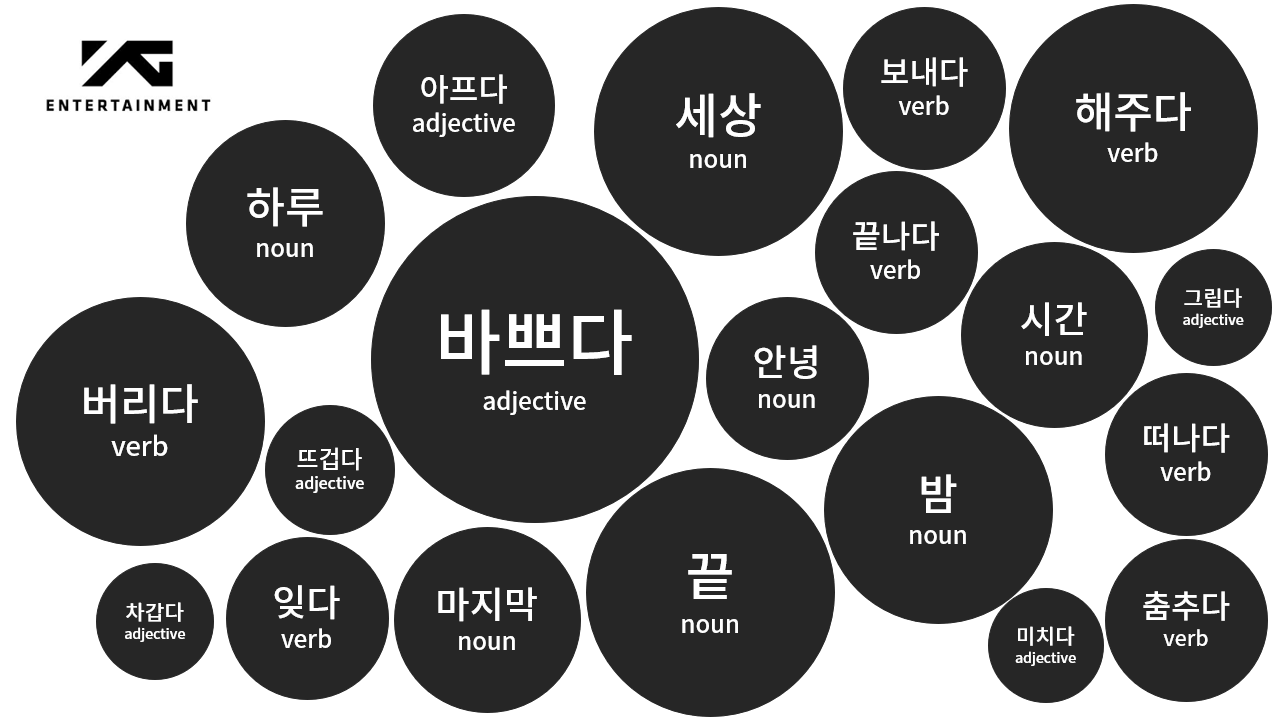 YG
ENTERTAINMENT
아프다
adjective
세상
noun
보내다
verb
해주다
verb
하루
noun
끝나다
verb
바쁘다
adjective
안녕
noun
시간
noun
그립다
adjective
버리다
verb
뜨겁다
adjective
밤
noun
떠나다
verb
차갑다
adjective
잊다
verb
마지막
noun
끝
noun
미치다
adjective
춤추다
verb